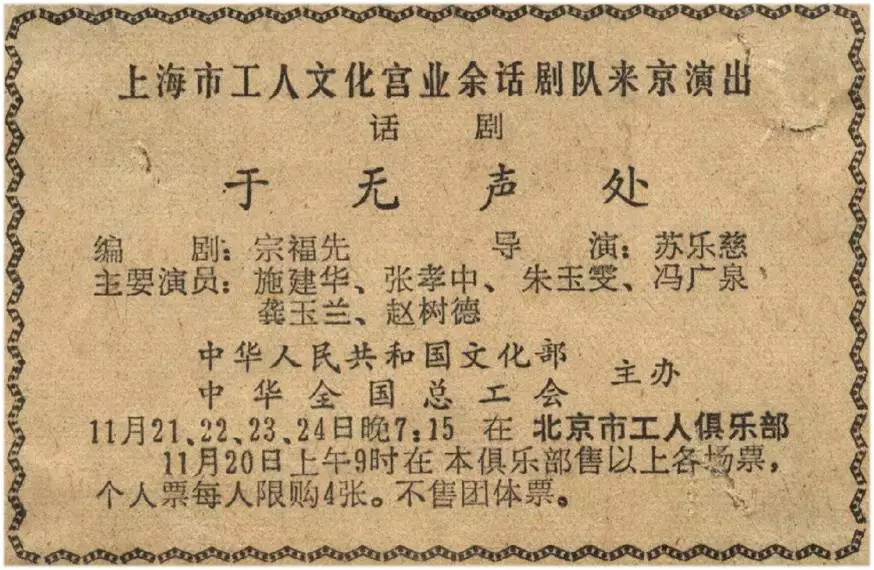 上海市工人文化宫业余话剧队来京演出
话剧
于无声处
编剧：宗福先 导演：苏乐慈
主要演员：施建华、张孝中、朱玉雯、冯广泉
龚玉兰、赵树德
中华人民共和国文化部
中华全国总工会
主办
11月21、22、23、24日晚7：15 在 北京市工人俱乐部
11月20日上午9时在本俱乐部售以上各场票，
个人票每人限购4张。不售团体票。